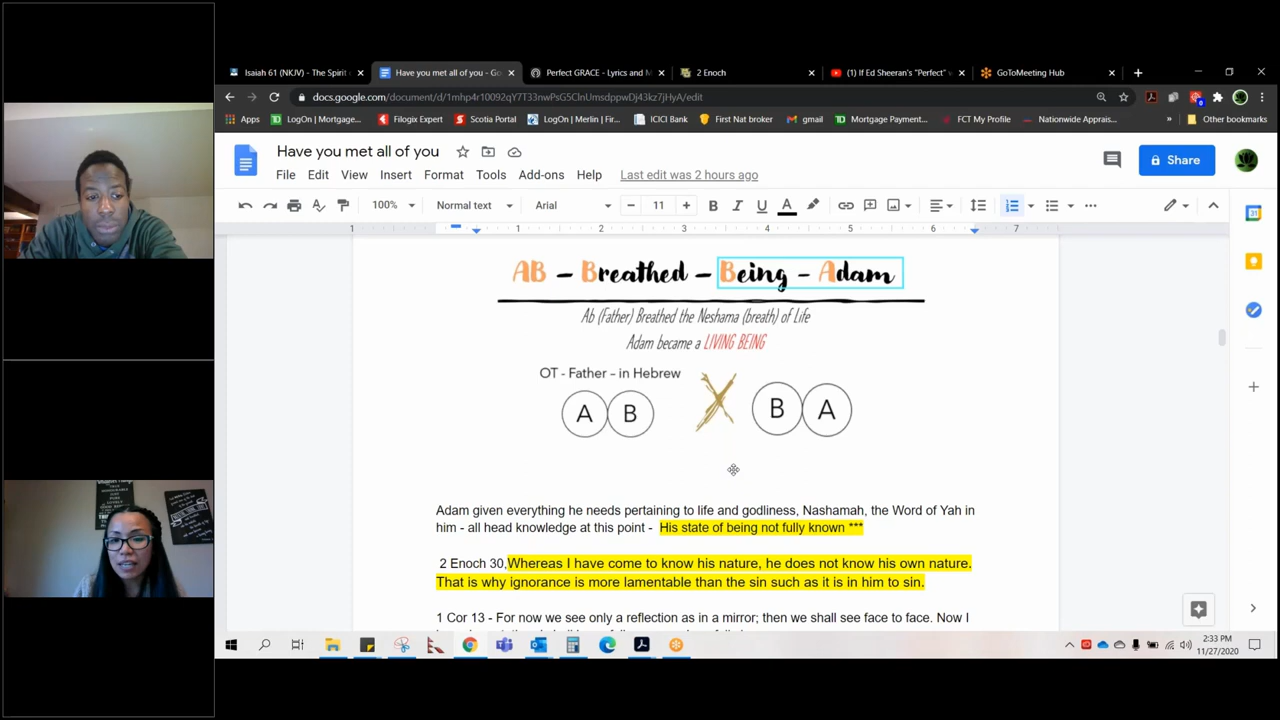 Isaiah 61 (NKJV) - The Spirit
Have you met all of you - Go
Perfect GRACE - Lyrics and M
2 Enoch
(1) If Ed Sheeran's "Perfect" w
GoToMeeting Hub
docs.google.com/document/d/1mhp4r10092qY7T33nwPsG5ClnUmsdppwDj43kz7jHyA/edit
Apps
LogOn | Mortgage...
Filogix Expert
Scotia Portal
LogOn | Merlin | Fir...
ICICI Bank
First Nat broker
gmail
Mortgage Payment...
FCT My Profile
Nationwide Apprais...
»
Other bookmarks
Have you met all of you
Share
File Edit View Insert Format Tools Add-ons Help Last edit was 2 hours ago
100% Normal text Arial 11 B I U A
1 1 2 3 4 5 6 7
AB – Breathed – Being - Adam
Ab (Father) Breathed the Neshama (breath) of Life
Adam became a LIVING BEING
OT - Father - in Hebrew
A B X B A
Adam given everything he needs pertaining to life and godliness, Nashamah, the Word of Yah in
him - all head knowledge at this point - His state of being not fully known ***
2 Enoch 30,Whereas I have come to know his nature, he does not know his own nature.
That is why ignorance is more lamentable than the sin such as it is in him to sin.
1 Cor 13 - For now we see only a reflection as in a mirror; then we shall see face to face. Now I
2:33 PM
11/27/2020